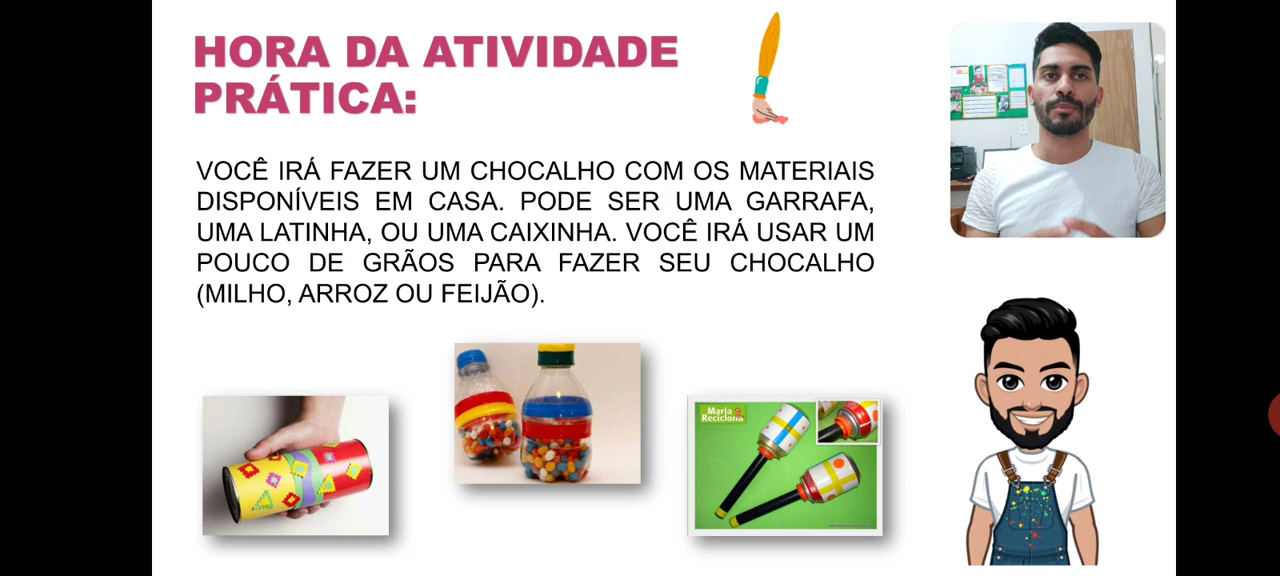 HORA DA ATIVIDADE
PRÁTICA:
VOCÊ IRÁ FAZER UM CHOCALHO COM OS MATERIAIS
DISPONÍVEIS EM CASA. PODE SER UMA GARRAFA,
UMA LATINHA, OU UMA CAIXINHA. VOCÊ IRÁ USAR UM
POUCO DE GRÃOS PARA FAZER SEU CHOCALHO
(MILHO, ARROZ OU FEIJÃO).
Maria
Reciclona